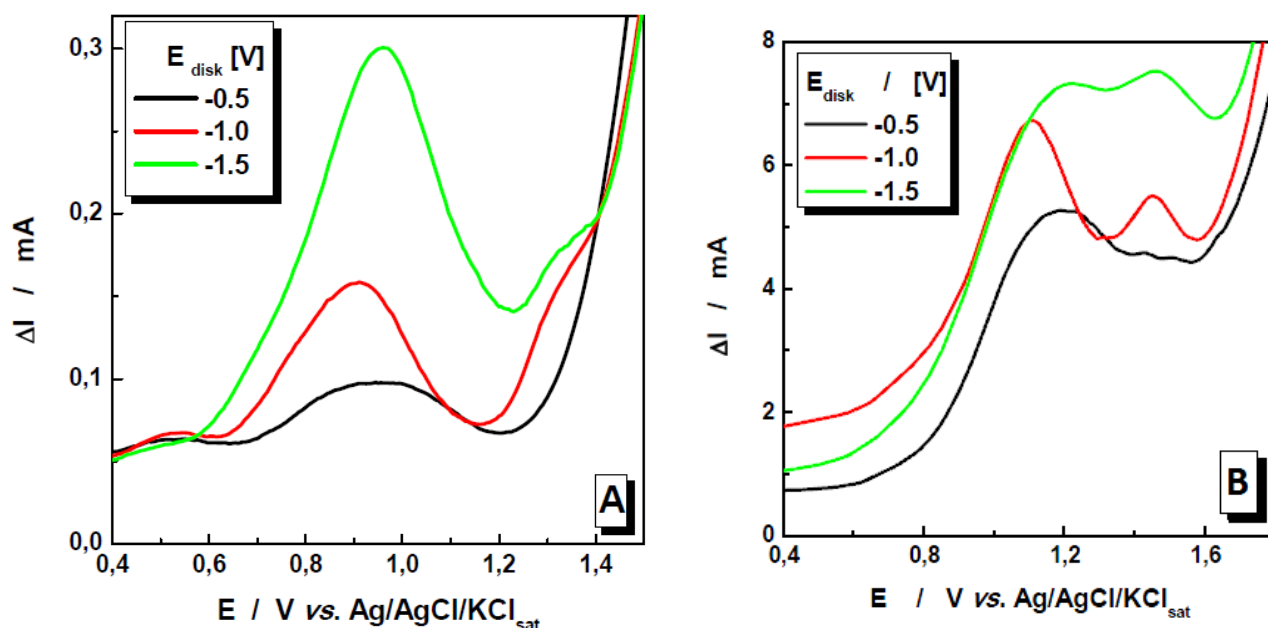 E disk [V]
-0.5
-1.0
-1.5
0,3
0,2
0,1
0,0
ΔI / mA
0,4 0,6 0,8 1,0 1,2 1,4
E / V vs. Ag/AgCl/KCl sat
A
E disk / [V]
-0.5
-1.0
-1.5
8
6
4
2
0
ΔI / mA
0,4 0,8 1,2 1,6
E / V vs. Ag/AgCl/KCl sat
B